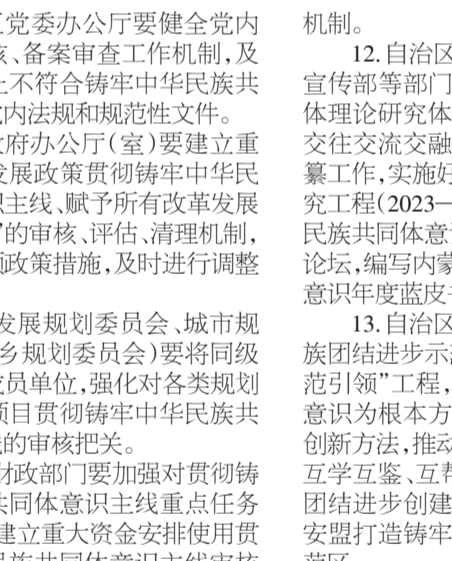 党委办公厅要健全党内
、备案审查工作机制,及
不符合铸牢中华民族共
内法规和规范性文件。
府办公厅(室)要建立重
发展政策贯彻铸牢中华民
主线、赋予所有改革发展
”的审核、评估、清理机制,
政策措施,及时进行调整
发展规划委员会、城市规
乡规划委员会)要将同级
员单位,强化对各类规划
项目贯彻铸牢中华民族共
的审核把关。
财政部门要加强对贯彻铸
共同体意识主线重点任务
建立重大资金安排使用贯
民族共同体意识主线审核
机制。
12.自治区
宣传部等部门
体理论研究体
交往交流交融
纂工作,实施好
究工程(2023—
民族共同体意
论坛,编写内蒙
意识年度蓝皮
13.自治区
族团结进步示
范引领”工程,
意识为根本方
创新方法,推动
互学互鉴、互帮
团结进步创建
安盟打造铸牢
范区